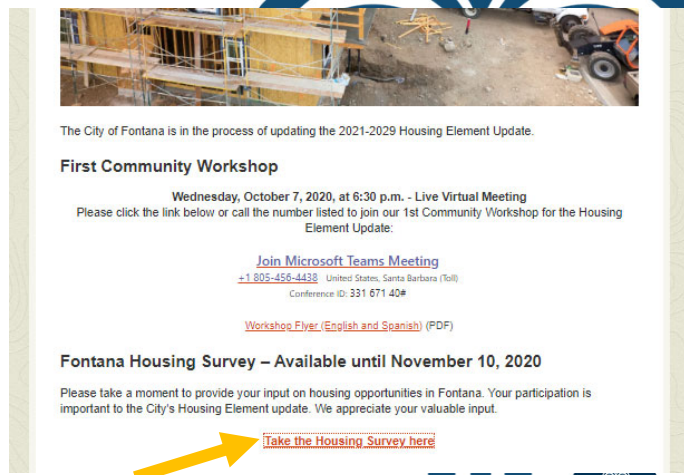 The City of Fontana is in the process of updating the 2021-2029 Housing Element Update.
First Community Workshop
Wednesday, October 7, 2020, at 6:30 p.m. - Live Virtual Meeting
Please click the link below or call the number listed to join our 1st Community Workshop for the Housing
Element Update:
Join Microsoft Teams Meeting
+1 805-456-4438 United States, Santa Barbara (Toll)
Conference ID: 331 671 40#
Workshop Flyer (English and Spanish) (PDF)
Fontana Housing Survey – Available until November 10, 2020
Please take a moment to provide your input on housing opportunities in Fontana. Your participation is
important to the City's Housing Element update. We appreciate your valuable input.
Take the Housing Survey here